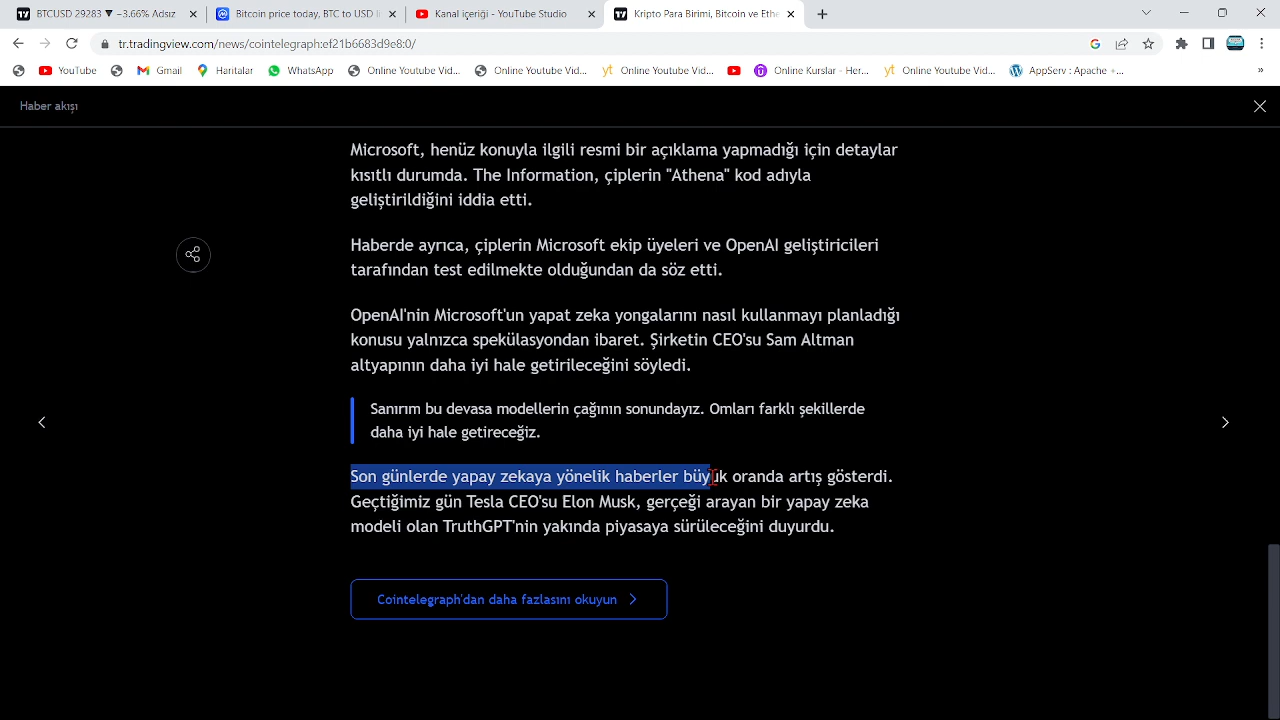 BTCUSD 29283 ▼ −3.66% Adsız
Bitcoin price today, BTC to USD li
Kanal içeriği - YouTube Studio
Kripto Para Birimi, Bitcoin ve Ethe
tr.tradingview.com/news/cointelegraph:ef21b6683d9e8:0/
YouTube
Gmail
Haritalar
WhatsApp
Online Youtube Vid...
Online Youtube Vid...
Online Youtube Vid...
Online Kurslar - Her...
Online Youtube Vid...
AppServ : Apache +...
»
Haber akışı
Microsoft, henüz konuyla ilgili resmi bir açıklama yapmadığı için detaylar
kısıtlı durumda. The Information, çiplerin "Athena" kod adıyla
geliştirildiğini iddia etti.
Haberde ayrıca, çiplerin Microsoft ekip üyeleri ve OpenAI geliştiricileri
tarafından test edilmekte olduğundan da söz etti.
OpenAI'nin Microsoft'un yapat zeka yongalarını nasıl kullanmayı planladığı
konusu yalnızca spekülasyondan ibaret. Şirketin CEO'su Sam Altman
altyapının daha iyi hale getirileceğini söyledi.
Sanırım bu devasa modellerin çağının sonundayız. Omları farklı şekillerde
daha iyi hale getireceğiz.
Son günlerde yapay zekaya yönelik haberler büyük oranda artış gösterdi.
Geçtiğimiz gün Tesla CEO'su Elon Musk, gerçeği arayan bir yapay zeka
modeli olan TruthGPT'nin yakında piyasaya sürüleceğini duyurdu.
Cointelegraph'dan daha fazlasını okuyun